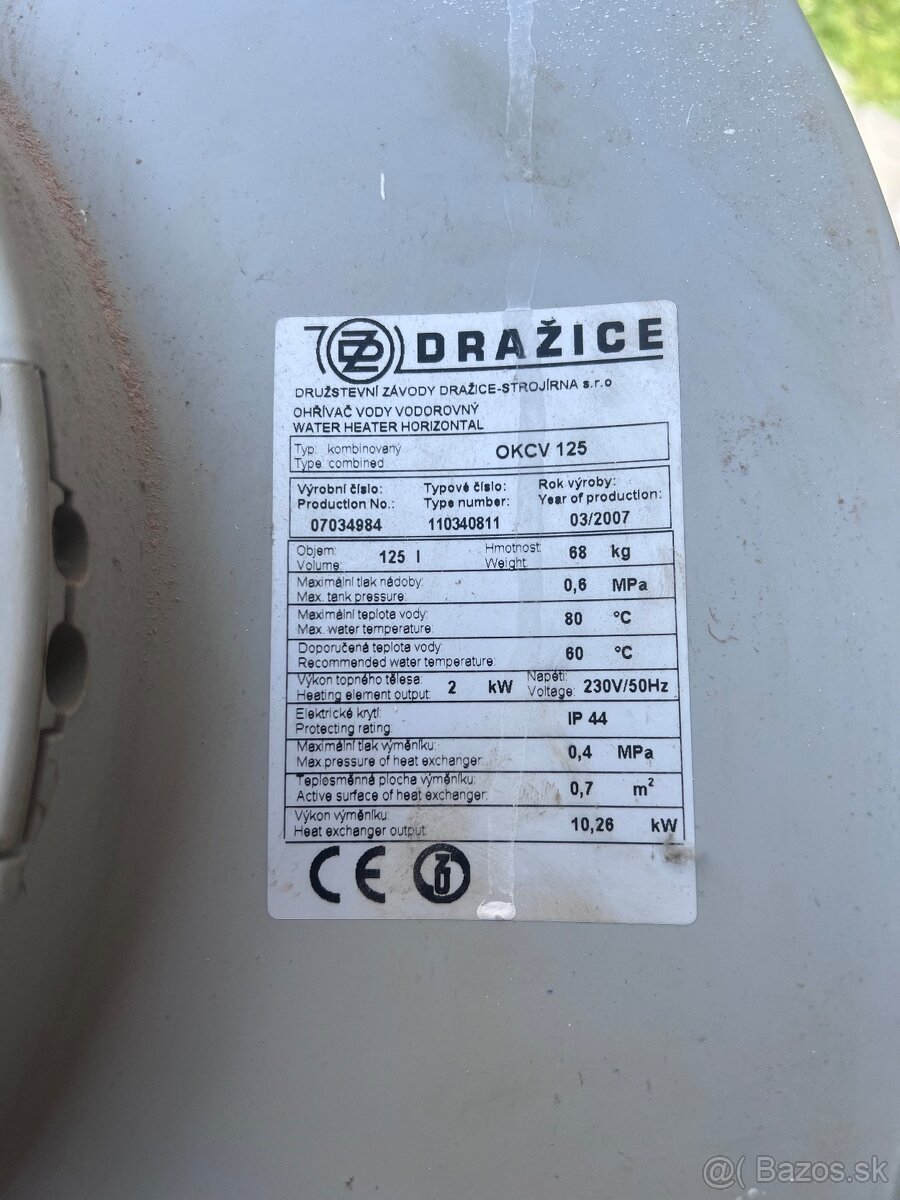 DRAŽICE
DRUŽSTEVNÍ ZÁVODY DRAŽICE-STROJÍRNA s.r.o
OHŘÍVAČ VODY VODOROVNÝ
WATER HEATER HORIZONTAL
Typ: kombinovaný
Type: combined
OKCV 125
Výrobní číslo: Typové číslo: Rok výroby:
Production No.: Type number: Year of production:
07034984 110340811 03/2007
Objem:
Volume: 125 l
Hmotnost:
Weight: 68 kg
Maximální tlak nádoby:
Max. tank pressure: 0,6 MPa
Maximální teplota vody:
Max. water temperature: 80 °C
Doporučená teplota vody:
Recommended water temperature: 60 °C
Výkon topného tělesa:
Heating element output: 2 kW
Napětí:
Voltage: 230V/50Hz
Elektrické krytí:
Protecting rating: IP 44
Maximální tlak výměníku:
Max.pressure of heat exchanger: 0,4 MPa
Teplosměnná plocha výměníku:
Active surface of heat exchanger: 0,7 m²
Výkon výměníku:
Heat exchanger output: 10,26 kW
CE
@( Bazos.sk